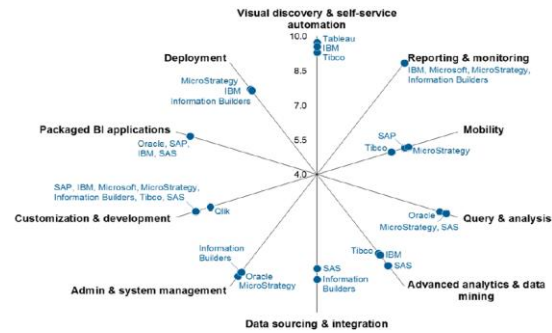 Visual discovery & self-service
automation
10.0
Tableau
IBM
Tibco
Deployment
MicroStrategy
IBM
Information Builders
8.5
Reporting & monitoring
IBM, Microsoft, MicroStrategy,
Information Builders
7.0
Packaged BI applications
Oracle, SAP,
IBM, SAS
5.5
SAP
Tibco
MicroStrategy
Mobility
4.0
SAP, IBM, Microsoft, MicroStrategy,
Information Builders, Tibco, SAS
Customization & development
Qlik
Oracle
MicroStrategy, SAS
Query & analysis
Information
Builders
Oracle
MicroStrategy
Admin & system management
SAS
Information
Builders
Tibco
IBM
SAS
Advanced analytics & data
mining
Data sourcing & integration